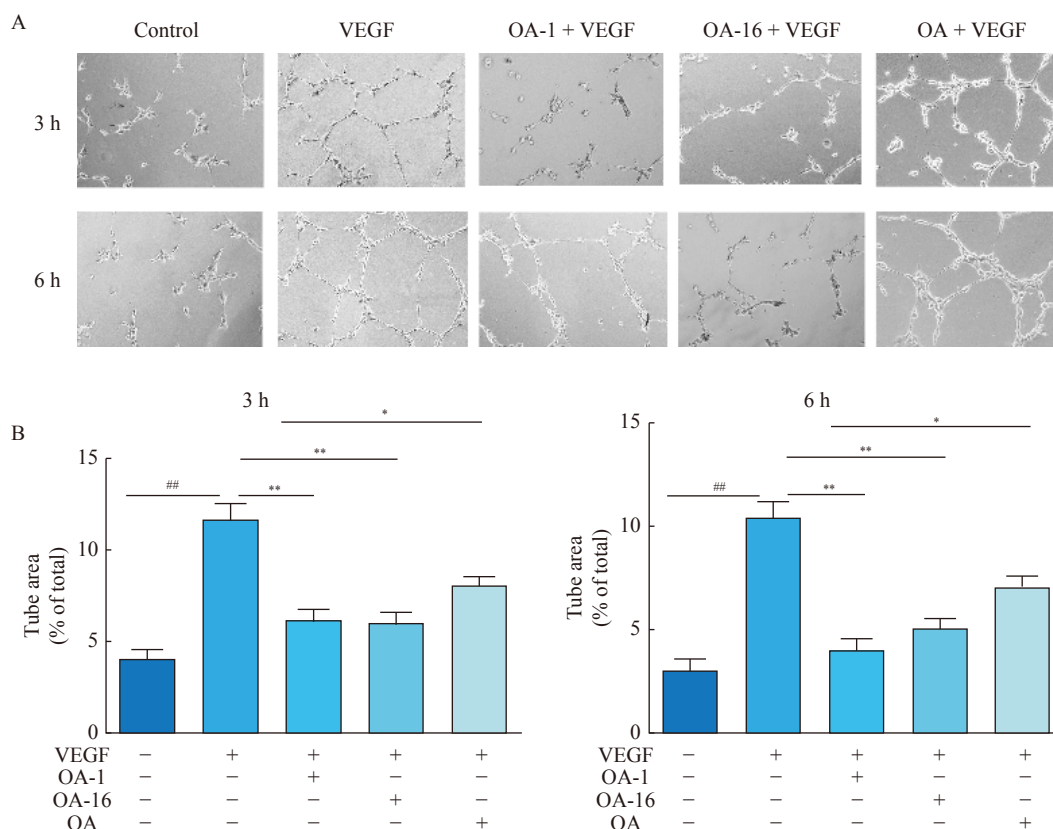 A
Control VEGF OA-1 + VEGF OA-16 + VEGF OA + VEGF
3 h
6 h
B
3 h
Tube area
(% of total)
15
10
5
0
##
**
**
*
VEGF − + + + +
OA-1 − − + − −
OA-16 − − − + −
OA − − − − +
6 h
Tube area
(% of total)
15
10
5
0
##
**
**
*
VEGF − + + + +
OA-1 − − + − −
OA-16 − − − + −
OA − − − − +